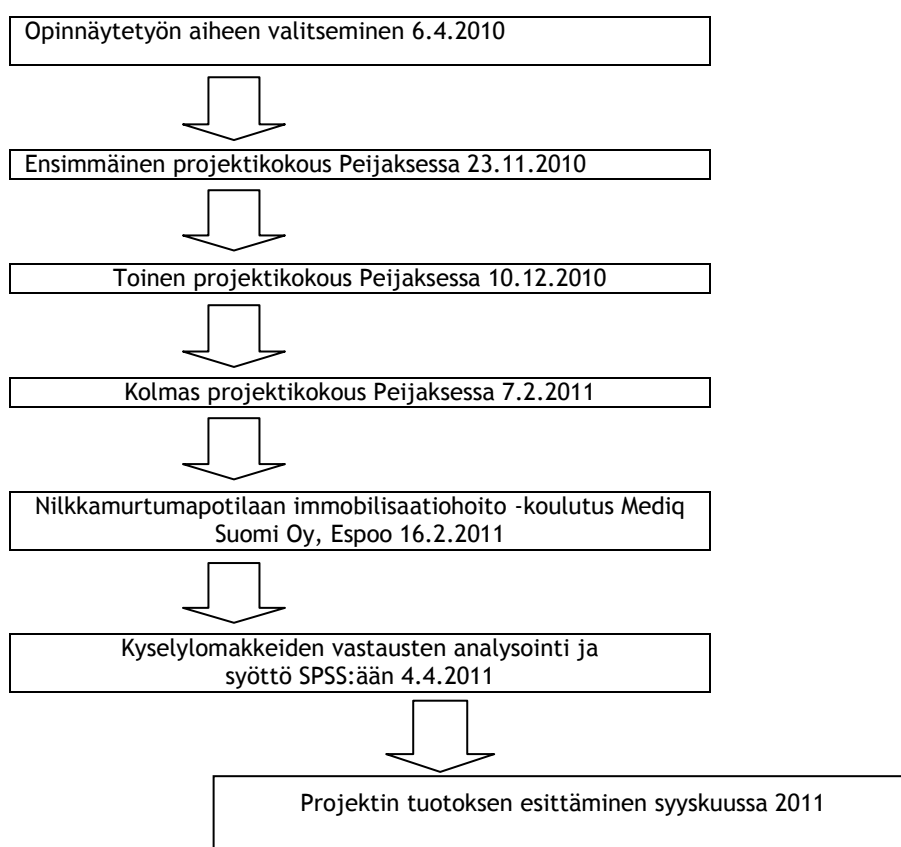 Opinnäytetyön aiheen valitseminen 6.4.2010
Ensimmäinen projektikokous Peijaksessa 23.11.2010
Toinen projektikokous Peijaksessa 10.12.2010
Kolmas projektikokous Peijaksessa 7.2.2011
Nilkkamurtumapotilaan immobilisaatiohoito -koulutus Mediq
Suomi Oy, Espoo 16.2.2011
Kyselylomakkeiden vastausten analysointi ja
syöttö SPSS:ään 4.4.2011
Projektin tuotoksen esittäminen syyskuussa 2011